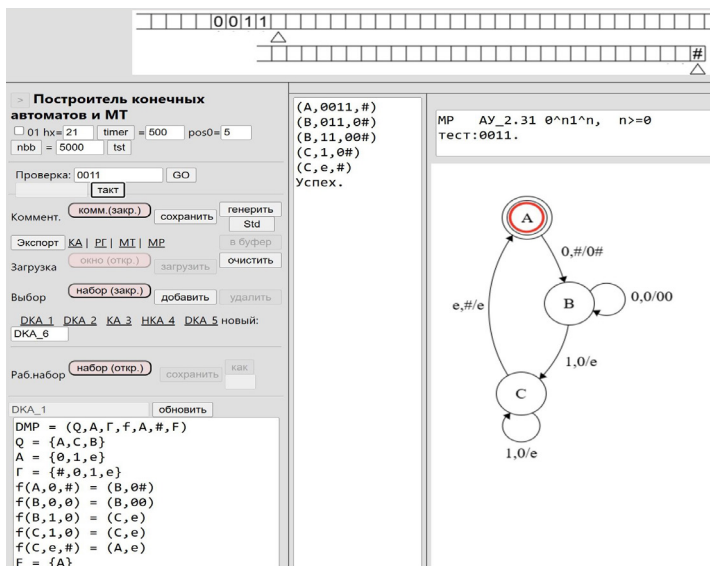 0 0 1 1
#
> Построитель конечных
автоматов и МТ
01 hx= 21 timer = 500 pos0= 5
nbb = 5000 tst
Проверка: 0011 GO
такт
Коммент. комм.(закр.) сохранить генерить
Std
Экспорт КА | РГ | МТ | МР в буфер
Загрузка окно (откр.) загрузить очистить
Выбор набор (закр.) добавить удалить
DKA_1 DKA_2 KA_3 HKA_4 DKA_5 новый:
DKA_6
Раб.набор набор (откр.) сохранить как
DKA_1 обновить
DMP = (Q,A,Γ,f,A,#,F)
Q = {A,C,B}
A = {0,1,e}
Γ = {#,0,1,e}
f(A,0,#) = (B,0#)
f(B,0,0) = (B,00)
f(B,1,0) = (C,e)
f(C,1,0) = (C,e)
f(C,e,#) = (A,e)
F = {A}
(A,0011,#)
(B,011,0#)
(B,11,00#)
(C,1,0#)
(C,e,#)
Успех.
МР АУ_2.31 0^n1^n, n>=0
тест:0011.
A
0,#/0#
e,#/e
B
0,0/00
1,0/e
C
1,0/e